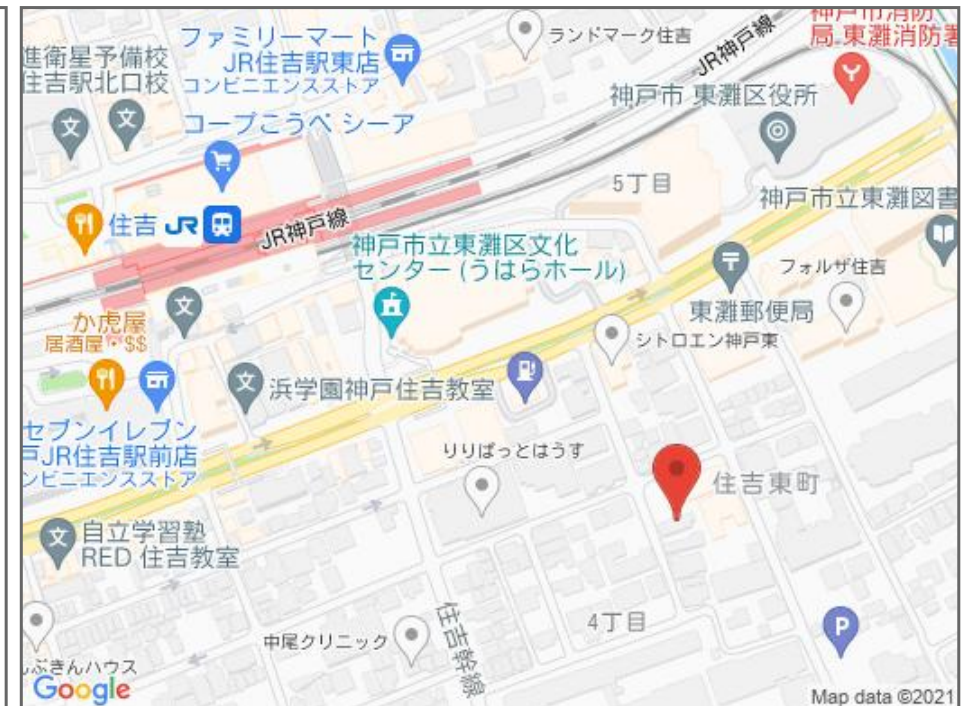 ファミリーマート
JR住吉駅東店
コンビニエンスストア
ランドマーク住吉
JR神戸線
神戸市消防
局 東灘消防署
進衛星予備校
住吉駅北口校
コープこうべ シーア
神戸市 東灘区役所
5丁目
神戸市立東灘図書
住吉
JR
JR神戸線
神戸市立東灘区文化
センター (うはらホール)
フォルザ住吉
東灘郵便局
か虎屋
居酒屋・$$
シトロエン神戸東
浜学園神戸住吉教室
セブンイレブン
JR住吉駅前店
ンビニエンスストア
りりぱっとはうす
住吉東町
自立学習塾
RED 住吉教室
4丁目
住吉幹線
中尾クリニック
P
ぶきんハウス
Google
Map data ©2021